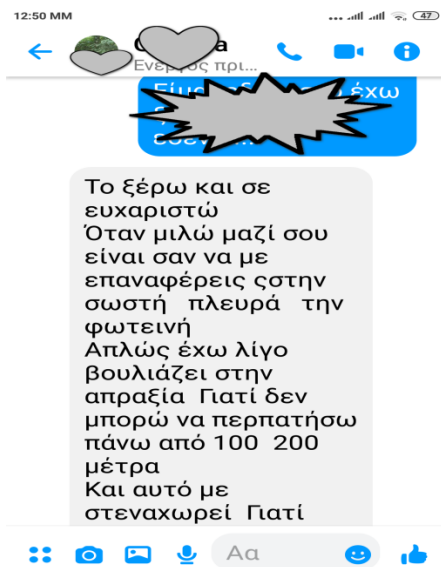 12:50 ΜΜ
47
Ενεργός πρι...
Είμαι
έχω
Το ξέρω και σε
ευχαριστώ
Όταν μιλώ μαζί σου
είναι σαν να με
επαναφέρεις ςστην
σωστή πλευρά την
φωτεινή
Απλώς έχω λίγο
βουλιάζει στην
απραξία Γιατί δεν
μπορώ να περπατήσω
πάνω από 100 200
μέτρα
Και αυτό με
στεναχωρεί Γιατί
Αα